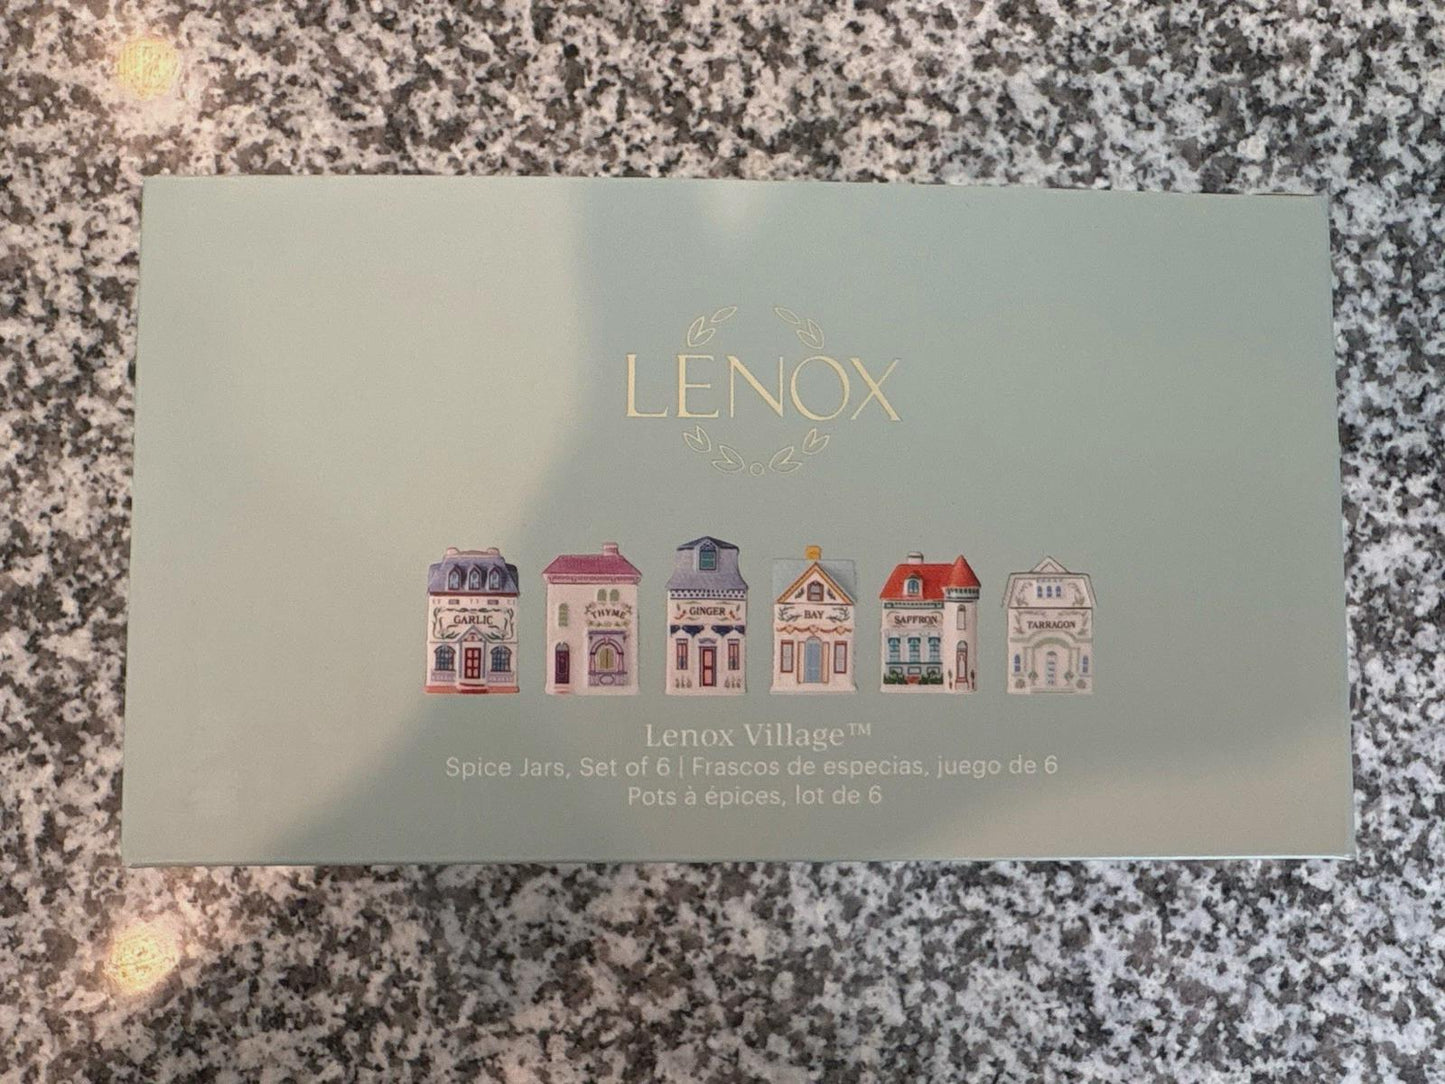 LENOX
GARLIC
THYME
GINGER
BAY
SAFFRON
TARRAGON
Lenox Village™
Spice Jars, Set of 6 | Frascos de especias, juego de 6
Pots à épices, lot de 6